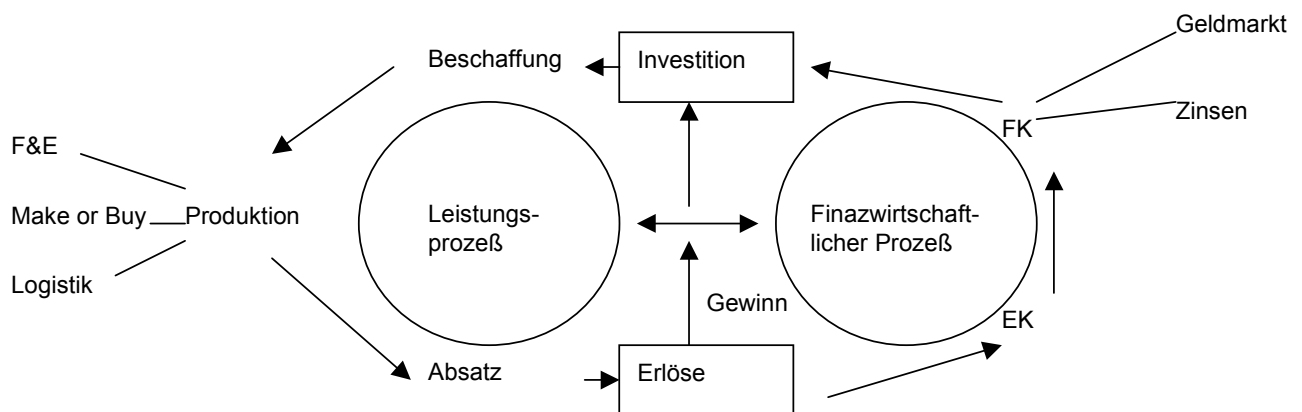 Geldmarkt
Beschaffung
Investition
Zinsen
FK
F&E
Make or Buy
Produktion
Leistungs-
prozeß
Finazwirtschaft-
licher Prozeß
Logistik
Gewinn
EK
Absatz
Erlöse